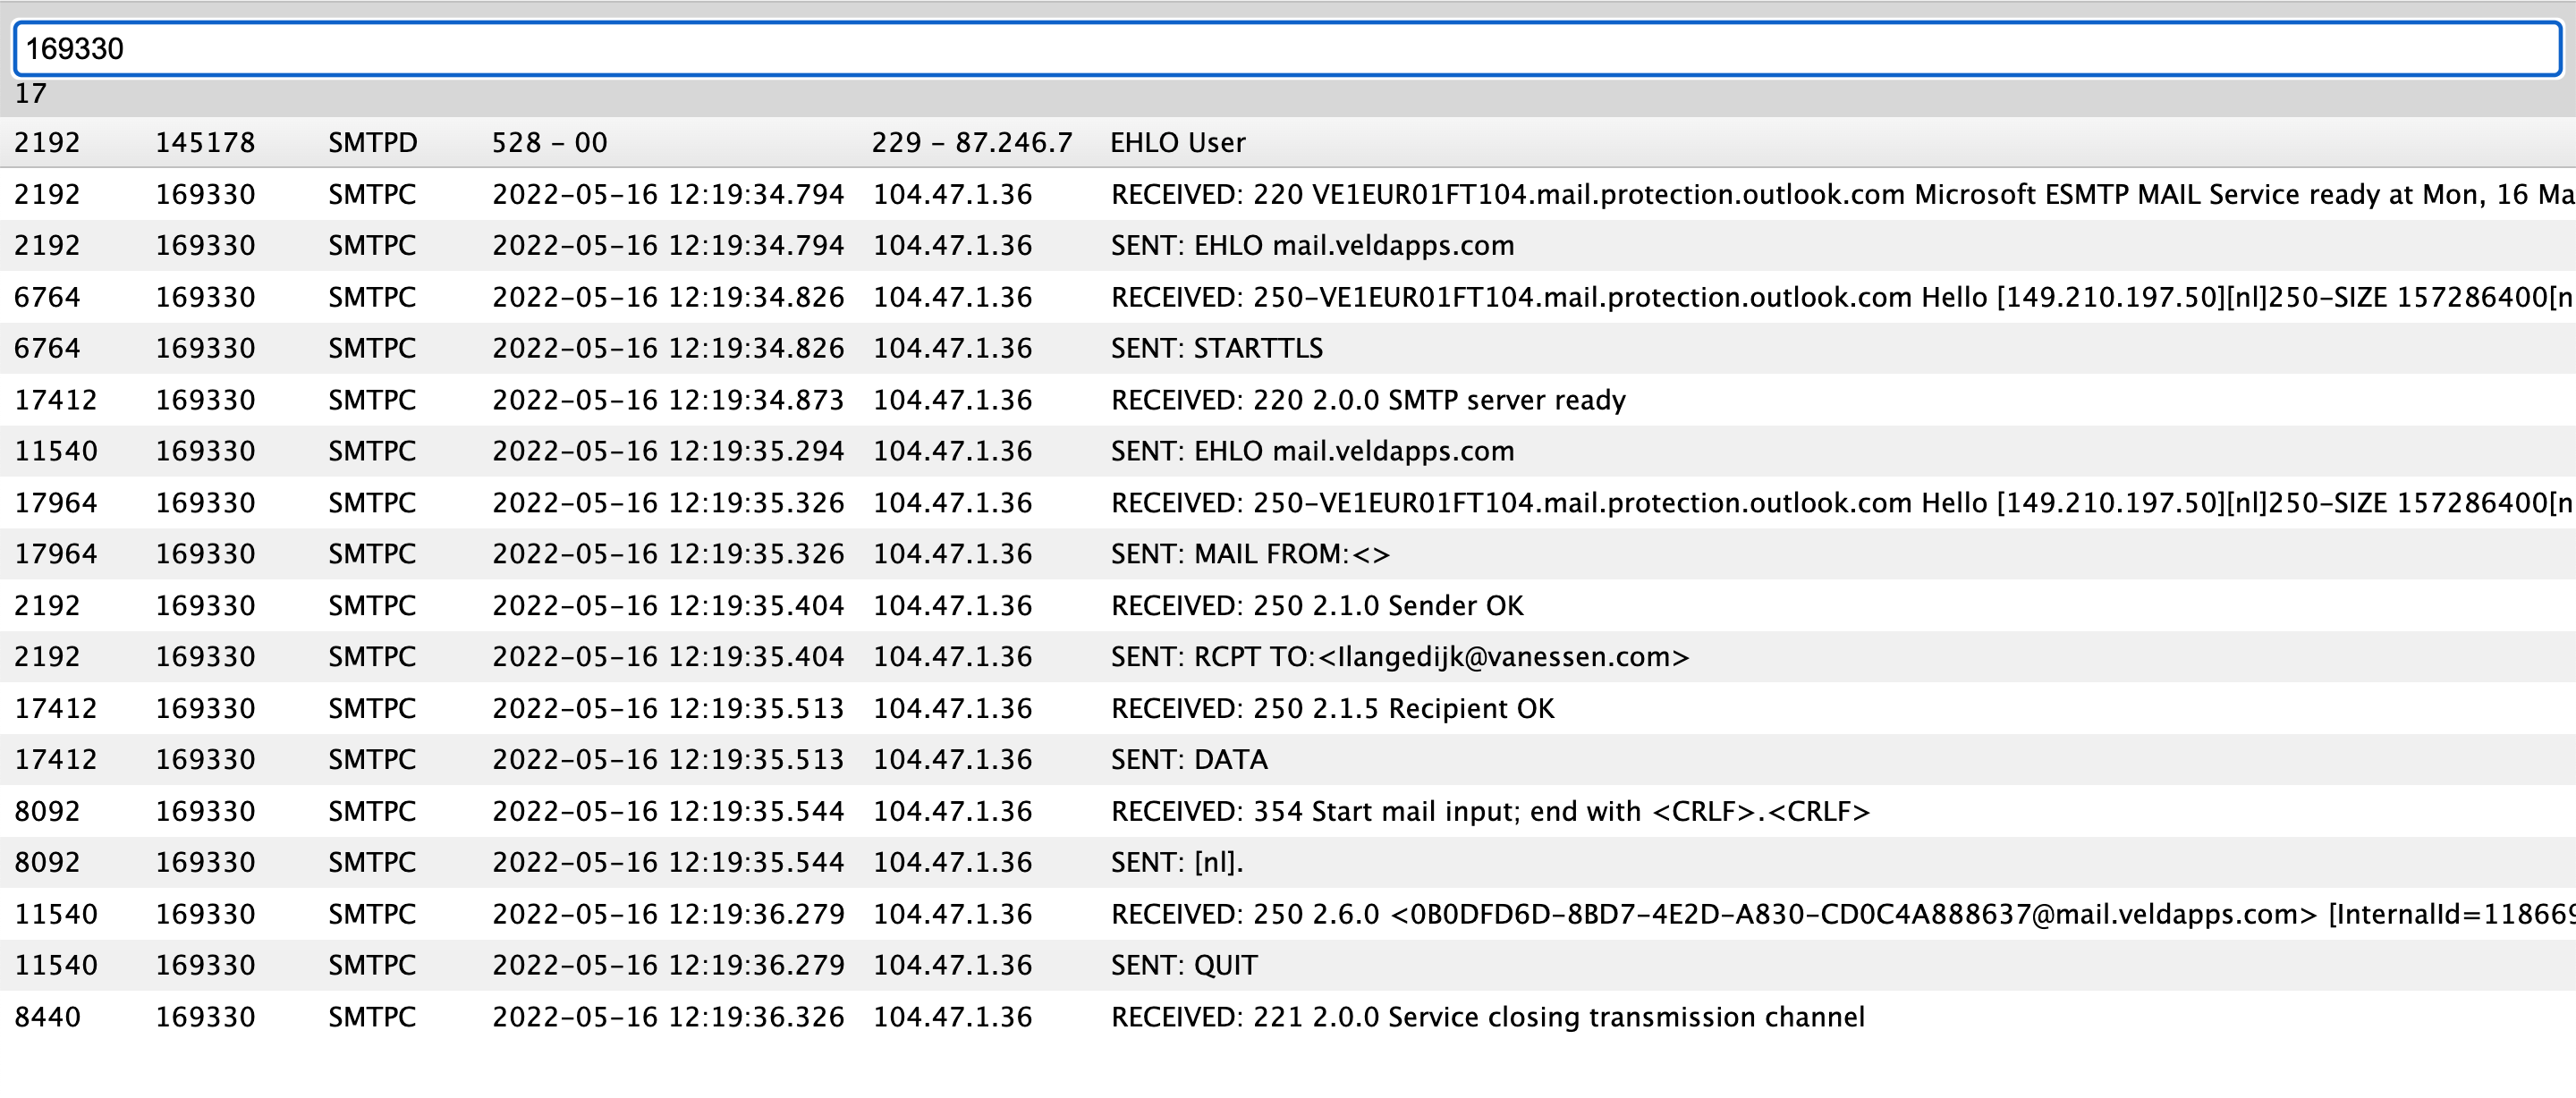 169330
17
2192 145178 SMTPD 528 - 00 229 - 87.246.7 EHLO User
2192 169330 SMTPC 2022-05-16 12:19:34.794 104.47.1.36 RECEIVED: 220 VE1EUR01FT104.mail.protection.outlook.com Microsoft ESMTP MAIL Service ready at Mon, 16 Ma
2192 169330 SMTPC 2022-05-16 12:19:34.794 104.47.1.36 SENT: EHLO mail.veldapps.com
6764 169330 SMTPC 2022-05-16 12:19:34.826 104.47.1.36 RECEIVED: 250-VE1EUR01FT104.mail.protection.outlook.com Hello [149.210.197.50][nl]250-SIZE 157286400[n
6764 169330 SMTPC 2022-05-16 12:19:34.826 104.47.1.36 SENT: STARTTLS
17412 169330 SMTPC 2022-05-16 12:19:34.873 104.47.1.36 RECEIVED: 220 2.0.0 SMTP server ready
11540 169330 SMTPC 2022-05-16 12:19:35.294 104.47.1.36 SENT: EHLO mail.veldapps.com
17964 169330 SMTPC 2022-05-16 12:19:35.326 104.47.1.36 RECEIVED: 250-VE1EUR01FT104.mail.protection.outlook.com Hello [149.210.197.50][nl]250-SIZE 157286400[n
17964 169330 SMTPC 2022-05-16 12:19:35.326 104.47.1.36 SENT: MAIL FROM:<>
2192 169330 SMTPC 2022-05-16 12:19:35.404 104.47.1.36 RECEIVED: 250 2.1.0 Sender OK
2192 169330 SMTPC 2022-05-16 12:19:35.404 104.47.1.36 SENT: RCPT TO:<Ilangedijk@vanessen.com>
17412 169330 SMTPC 2022-05-16 12:19:35.513 104.47.1.36 RECEIVED: 250 2.1.5 Recipient OK
17412 169330 SMTPC 2022-05-16 12:19:35.513 104.47.1.36 SENT: DATA
8092 169330 SMTPC 2022-05-16 12:19:35.544 104.47.1.36 RECEIVED: 354 Start mail input; end with <CRLF>.<CRLF>
8092 169330 SMTPC 2022-05-16 12:19:35.544 104.47.1.36 SENT: [nl].
11540 169330 SMTPC 2022-05-16 12:19:36.279 104.47.1.36 RECEIVED: 250 2.6.0 <0B0DFD6D-8BD7-4E2D-A830-CD0C4A888637@mail.veldapps.com> [InternalId=118669
11540 169330 SMTPC 2022-05-16 12:19:36.279 104.47.1.36 SENT: QUIT
8440 169330 SMTPC 2022-05-16 12:19:36.326 104.47.1.36 RECEIVED: 221 2.0.0 Service closing transmission channel